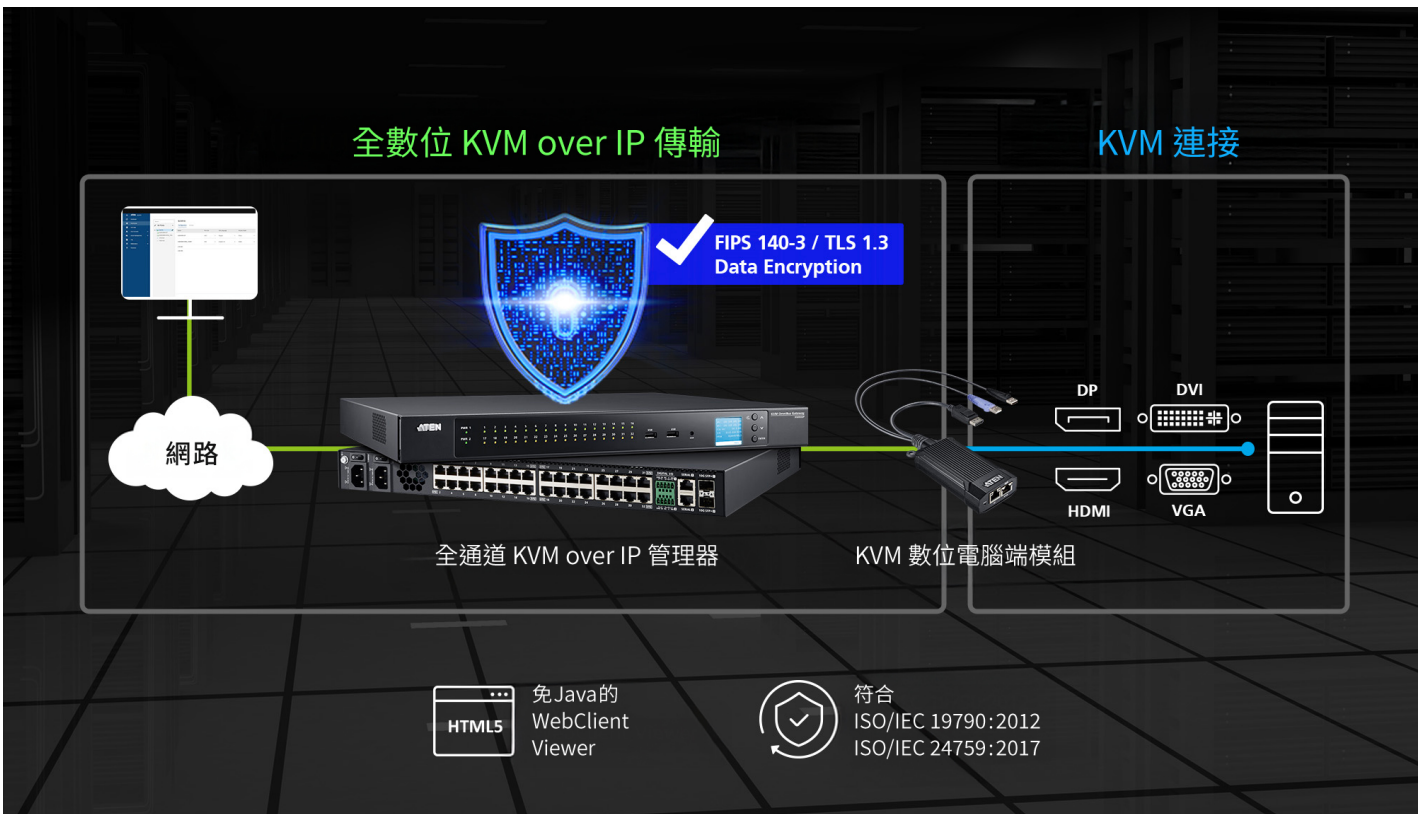 全數位 KVM over IP 傳輸
KVM 連接
FIPS 140-3 / TLS 1.3
Data Encryption
網路
ATEN
ATEN
DP
DVI
HDMI
VGA
全通道 KVM over IP 管理器
KVM 數位電腦端模組
HTML5
免Java的
WebClient
Viewer
符合
ISO/IEC 19790:2012
ISO/IEC 24759:2017